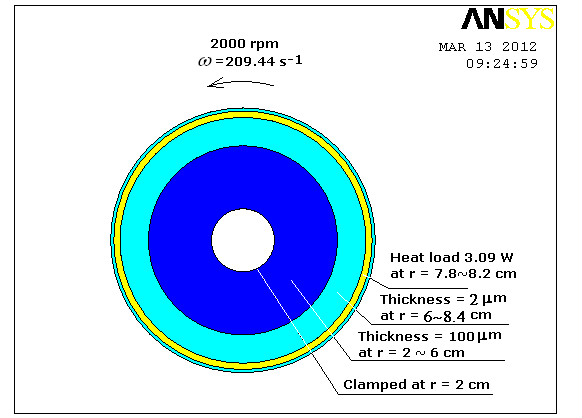 ANSYS
MAR 13 2012
09:24:59
2000 rpm
ω=209.44 s-1
Heat load 3.09 W
at r = 7.8~8.2 cm
Thickness = 2 μm
at r = 6~8.4 cm
Thickness = 100 μm
at r = 2 ~ 6 cm
Clamped at r = 2 cm